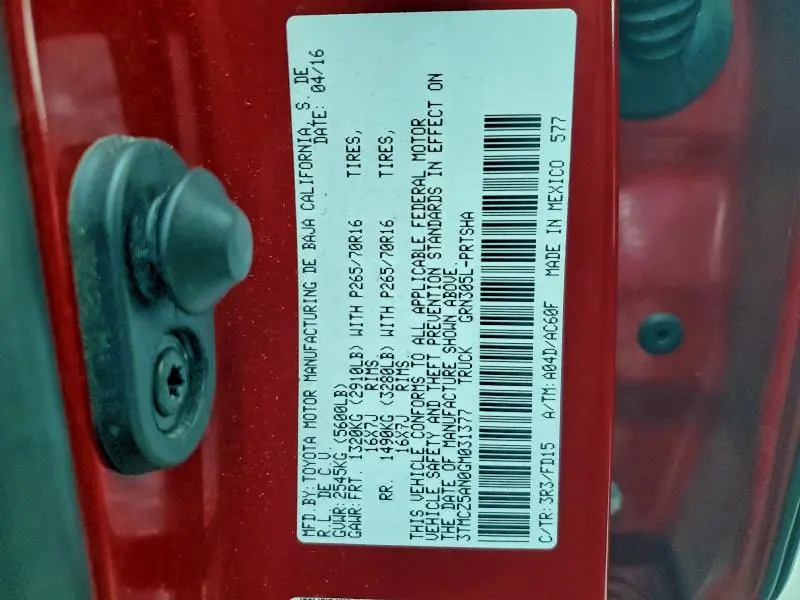 MFD.BY:TOYOTA MOTOR MANUFACTURING DE BAJA CALIFORNIA, S. DE
R.L. DE C.V. DATE: 04/16
GVWR: 2545KG (5600LB)
GAWR: FRT. 1320KG (2910LB) WITH P265/70R16 TIRES,
16X7J RIMS
RR. 1490KG (3280LB) WITH P265/70R16 TIRES,
16X7J RIMS
THIS VEHICLE CONFORMS TO ALL APPLICABLE FEDERAL MOTOR
VEHICLE SAFETY AND THEFT PREVENTION STANDARDS IN EFFECT ON
THE DATE OF MANUFACTURE SHOWN ABOVE.
3TMCZ5AN0GM031377 TRUCK GRN305L-PRTSHA
C/TR: 3R3/FD15 A/TM: A04D/AC60F MADE IN MEXICO 577